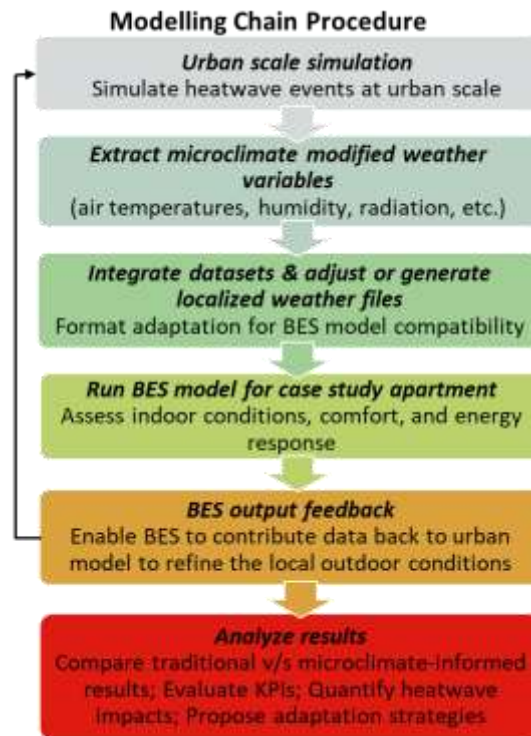 Modelling Chain Procedure
Urban scale simulation
Simulate heatwave events at urban scale
Extract microclimate modified weather
variables
(air temperatures, humidity, radiation, etc.)
Integrate datasets & adjust or generate
localized weather files
Format adaptation for BES model compatibility
Run BES model for case study apartment
Assess indoor conditions, comfort, and energy
response
BES output feedback
Enable BES to contribute data back to urban
model to refine the local outdoor conditions
Analyze results
Compare traditional v/s microclimate-informed
results; Evaluate KPIs; Quantify heatwave
impacts; Propose adaptation strategies